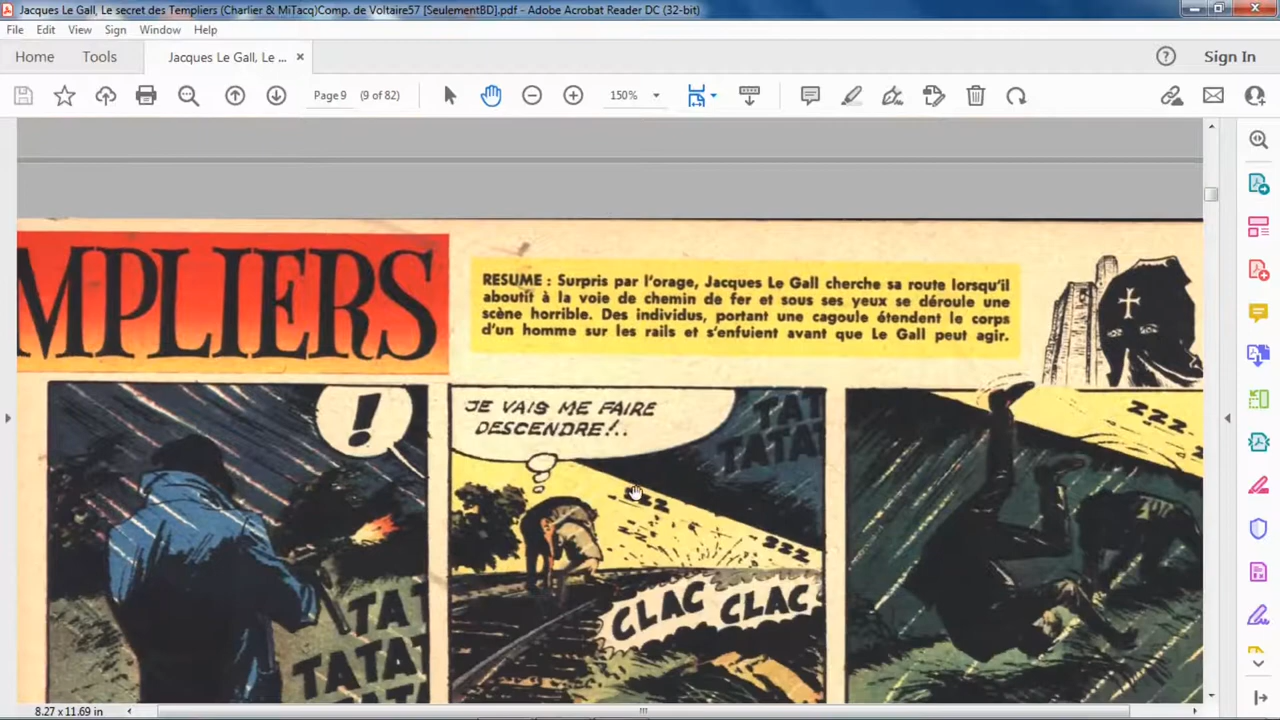 Jacques Le Gall, Le secret des Templiers (Charlier & MiTacq)Comp. de Voltaire57 [SeulementBD].pdf - Adobe Acrobat Reader DC (32-bit)
File Edit View Sign Window Help
Home Tools Jacques Le Gall, Le ... × Sign In
Page 9 (9 of 82) 150%
MPLIERS
RESUME : Surpris par l'orage, Jacques Le Gall cherche sa route lorsqu'il
aboutit à la voie de chemin de fer et sous ses yeux se déroule une
scène horrible. Des individus, portant une cagoule étendent le corps
d'un homme sur les rails et s'enfuient avant que Le Gall peut agir.
!
TAT
TATAT
JE VAIS ME FAIRE
DESCENDRE!..
TAT
TATAT
ZZZ
ZZZ
CLAC CLAC
ZZZ
8.27 x 11.69 in